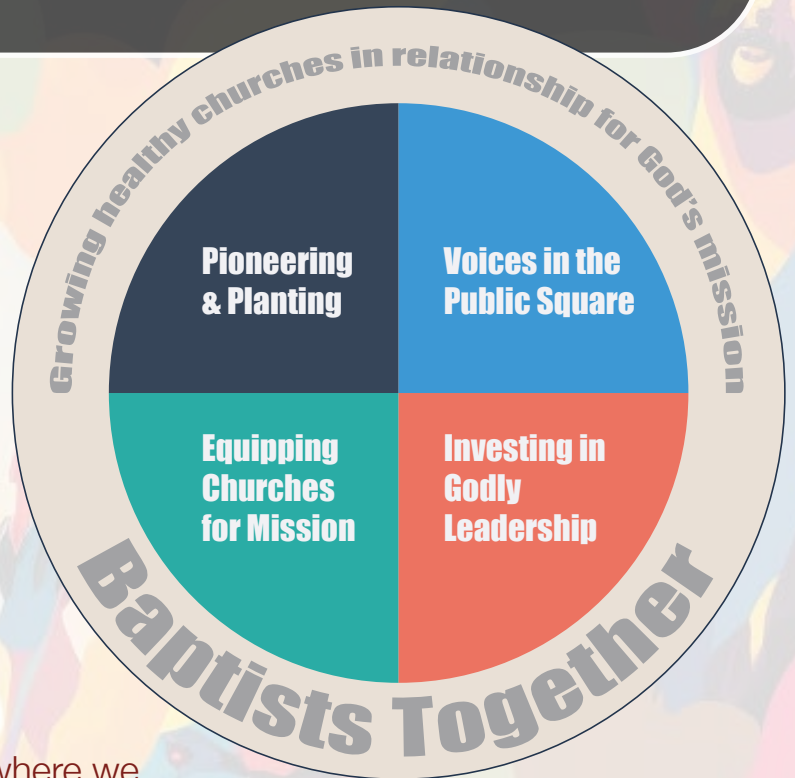 Growing healthy churches in relationship for God's mission
Pioneering
& Planting
Voices in the
Public Square
Equipping
Churches
for Mission
Investing in
Godly
Leadership
Baptists Together
where we